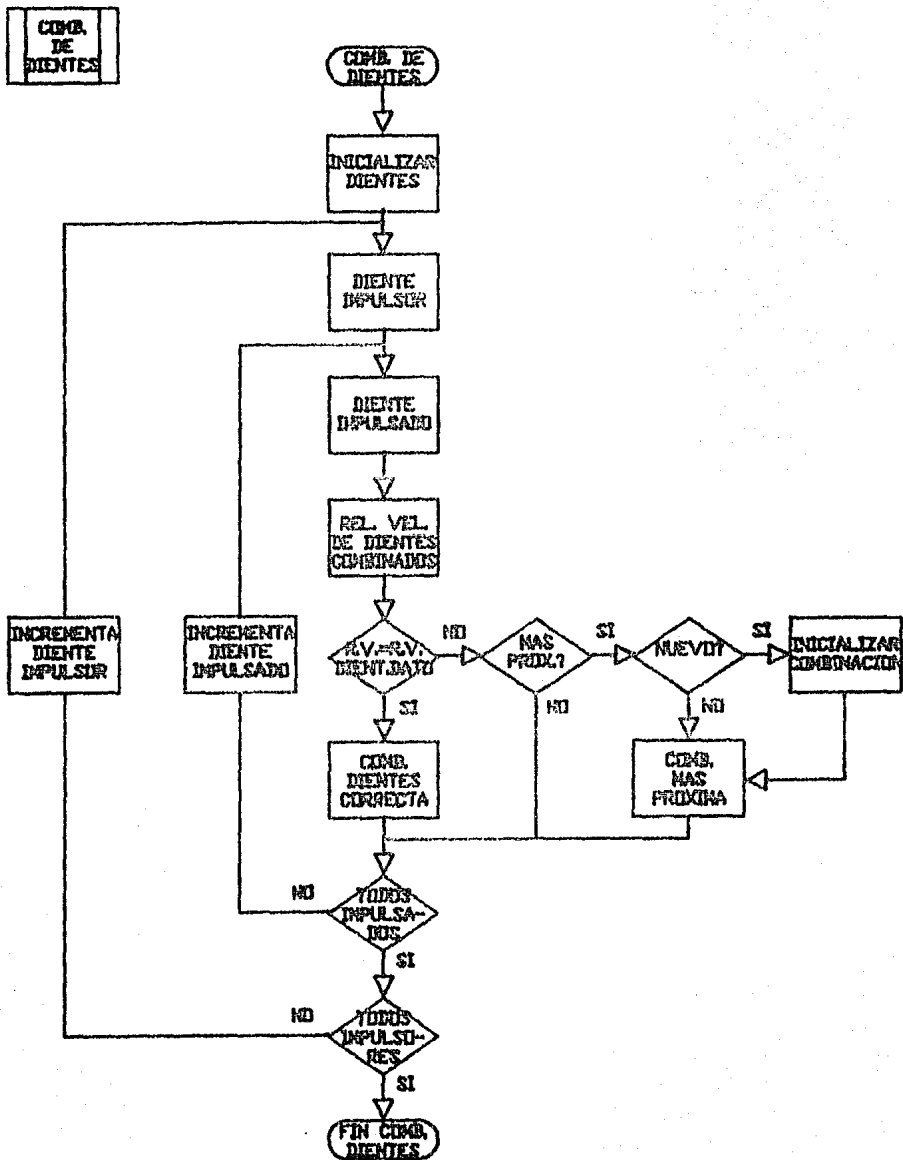 COMB.
DE
DIENTES
COMB. DE
DIENTES
INICIALIZAR
DIENTES
DIENTE
IMPULSOR
DIENTE
IMPULSADO
REL. VEL.
DE DIENTES
COMBINADOS
INCREMENTA
DIENTE
IMPULSOR
INCREMENTA
DIENTE
IMPULSADO
R.V.=R.V.
DIENT.DATO
NO
MAS
PROX.?
SI
NUEVO?
SI
INICIALIZAR
COMBINACION
SI
NO
NO
COMB.
DIENTES
CORRECTA
COMB.
MAS
PROXIMA
NO
TODOS
IMPULSA-
DOS
SI
NO
TODOS
IMPULSO-
RES
SI
FIN COMB.
DIENTES